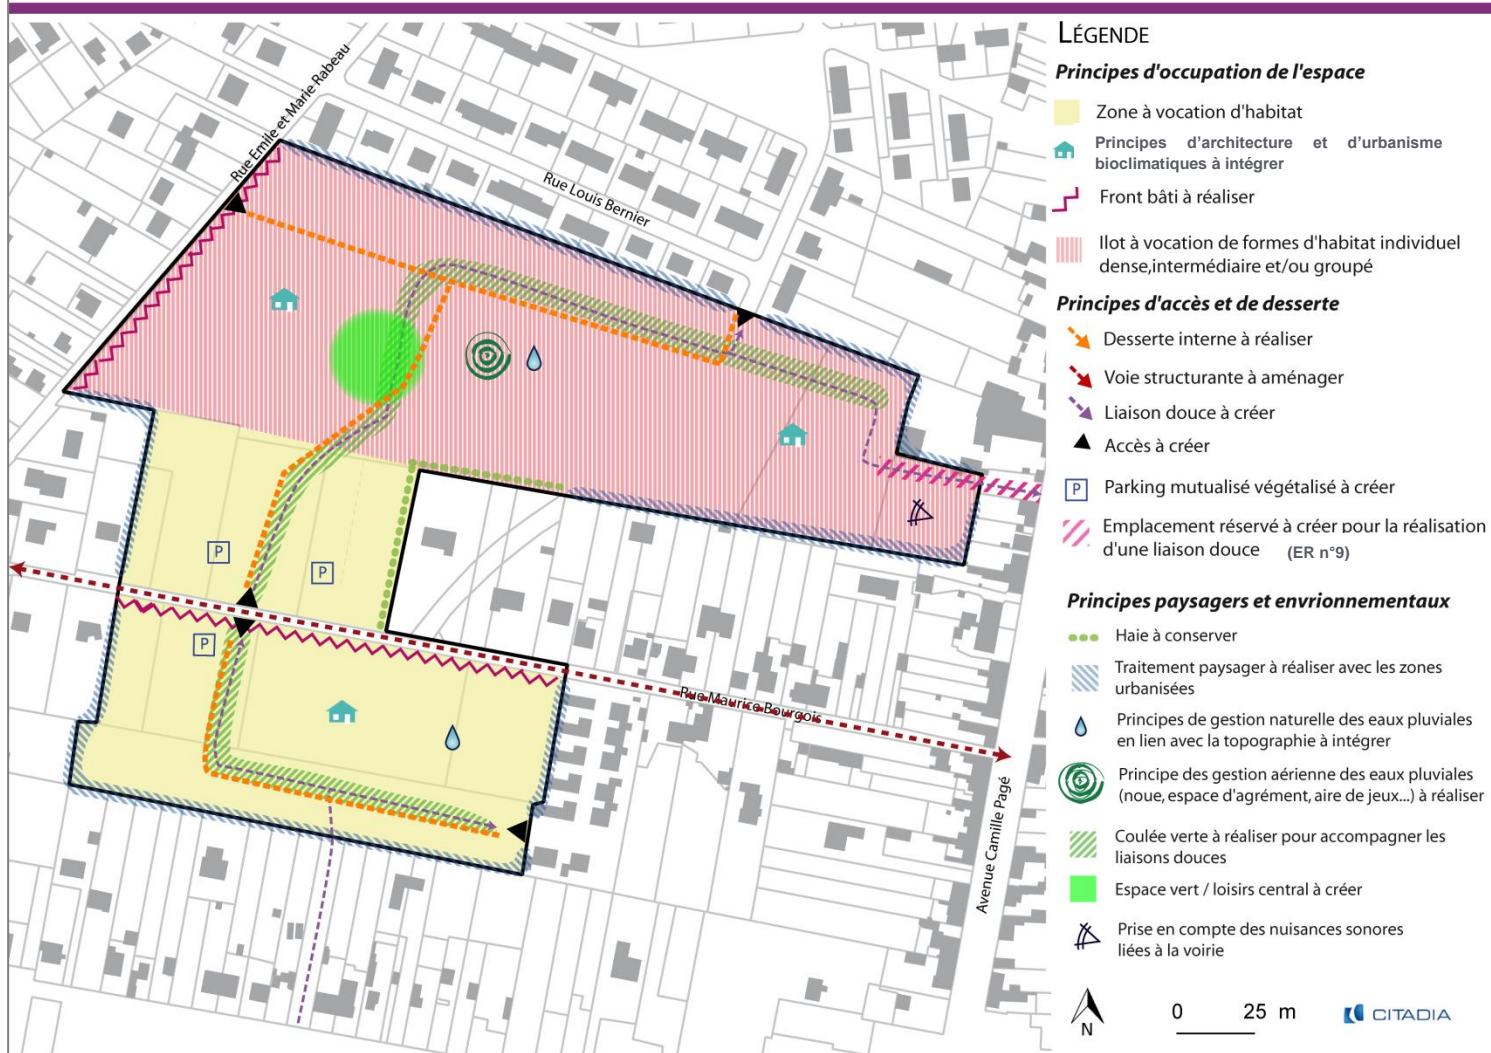 Rue Emile et Marie Rabeau
Rue Louis Bernier
P
P
P
Rue Maurice Bourgois
Avenue Camille Pagé
LÉGENDE
Principes d'occupation de l'espace
Zone à vocation d'habitat
Principes d'architecture et d'urbanisme
bioclimatiques à intégrer
Front bâti à réaliser
Ilot à vocation de formes d'habitat individuel
dense,intermédiaire et/ou groupé
Principes d'accès et de desserte
Desserte interne à réaliser
Voie structurante à aménager
Liaison douce à créer
Accès à créer
P Parking mutualisé végétalisé à créer
Emplacement réservé à créer pour la réalisation
d'une liaison douce (ER n°9)
Principes paysagers et envrionnementaux
Haie à conserver
Traitement paysager à réaliser avec les zones
urbanisées
Principes de gestion naturelle des eaux pluviales
en lien avec la topographie à intégrer
Principe des gestion aérienne des eaux pluviales
(noue, espace d'agrément, aire de jeux...) à réaliser
Coulée verte à réaliser pour accompagner les
liaisons douces
Espace vert / loisirs central à créer
Prise en compte des nuisances sonores
liées à la voirie
N
0 25 m
CITADIA